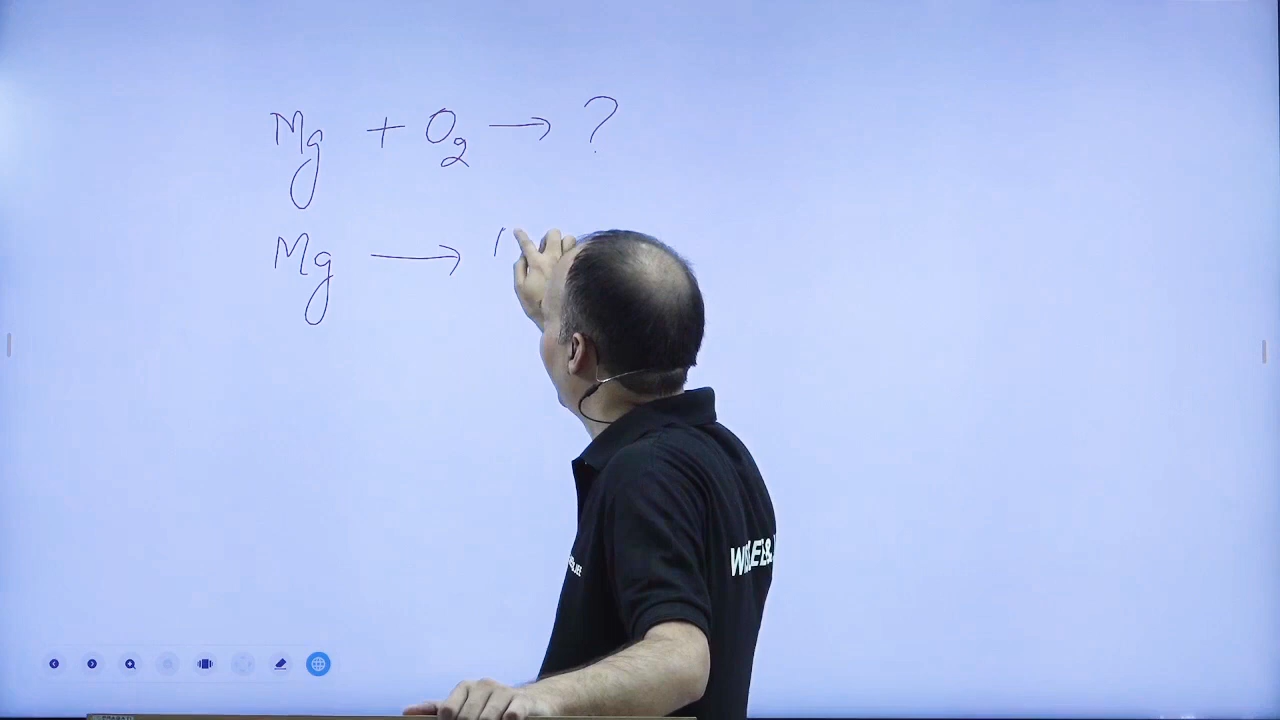 Mg + O₂ → ?
Mg →